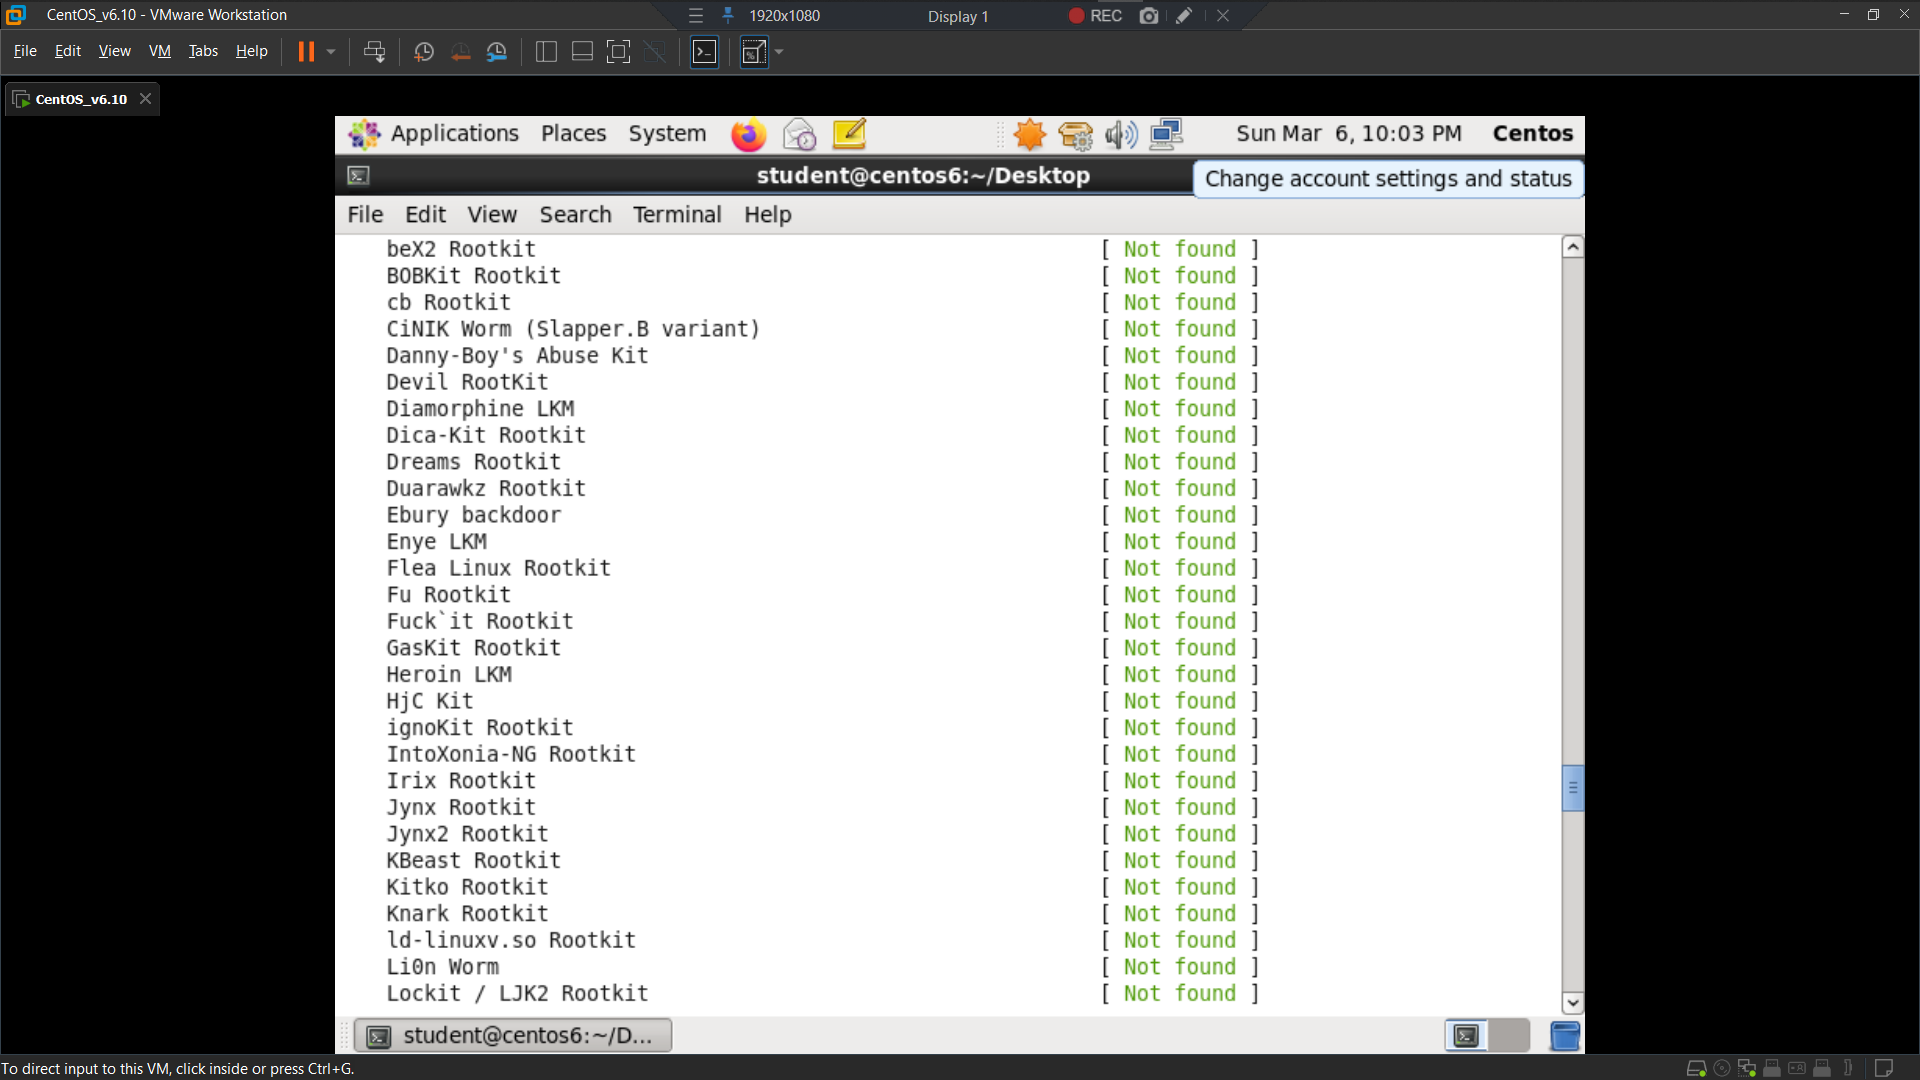 CentOS_v6.10 - VMware Workstation
1920x1080
Display 1
REC
File Edit View VM Tabs Help
CentOS_v6.10
Applications Places System
Sun Mar 6, 10:03 PM Centos
student@centos6:~/Desktop
Change account settings and status
File Edit View Search Terminal Help
beX2 Rootkit [ Not found ]
BOBKit Rootkit [ Not found ]
cb Rootkit [ Not found ]
CiNIK Worm (Slapper.B variant) [ Not found ]
Danny-Boy's Abuse Kit [ Not found ]
Devil RootKit [ Not found ]
Diamorphine LKM [ Not found ]
Dica-Kit Rootkit [ Not found ]
Dreams Rootkit [ Not found ]
Duarawkz Rootkit [ Not found ]
Ebury backdoor [ Not found ]
Enye LKM [ Not found ]
Flea Linux Rootkit [ Not found ]
Fu Rootkit [ Not found ]
Fuck`it Rootkit [ Not found ]
GasKit Rootkit [ Not found ]
Heroin LKM [ Not found ]
HjC Kit [ Not found ]
ignoKit Rootkit [ Not found ]
IntoXonia-NG Rootkit [ Not found ]
Irix Rootkit [ Not found ]
Jynx Rootkit [ Not found ]
Jynx2 Rootkit [ Not found ]
KBeast Rootkit [ Not found ]
Kitko Rootkit [ Not found ]
Knark Rootkit [ Not found ]
ld-linuxv.so Rootkit [ Not found ]
Li0n Worm [ Not found ]
Lockit / LJK2 Rootkit [ Not found ]
student@centos6:~/D...
To direct input to this VM, click inside or press Ctrl+G.